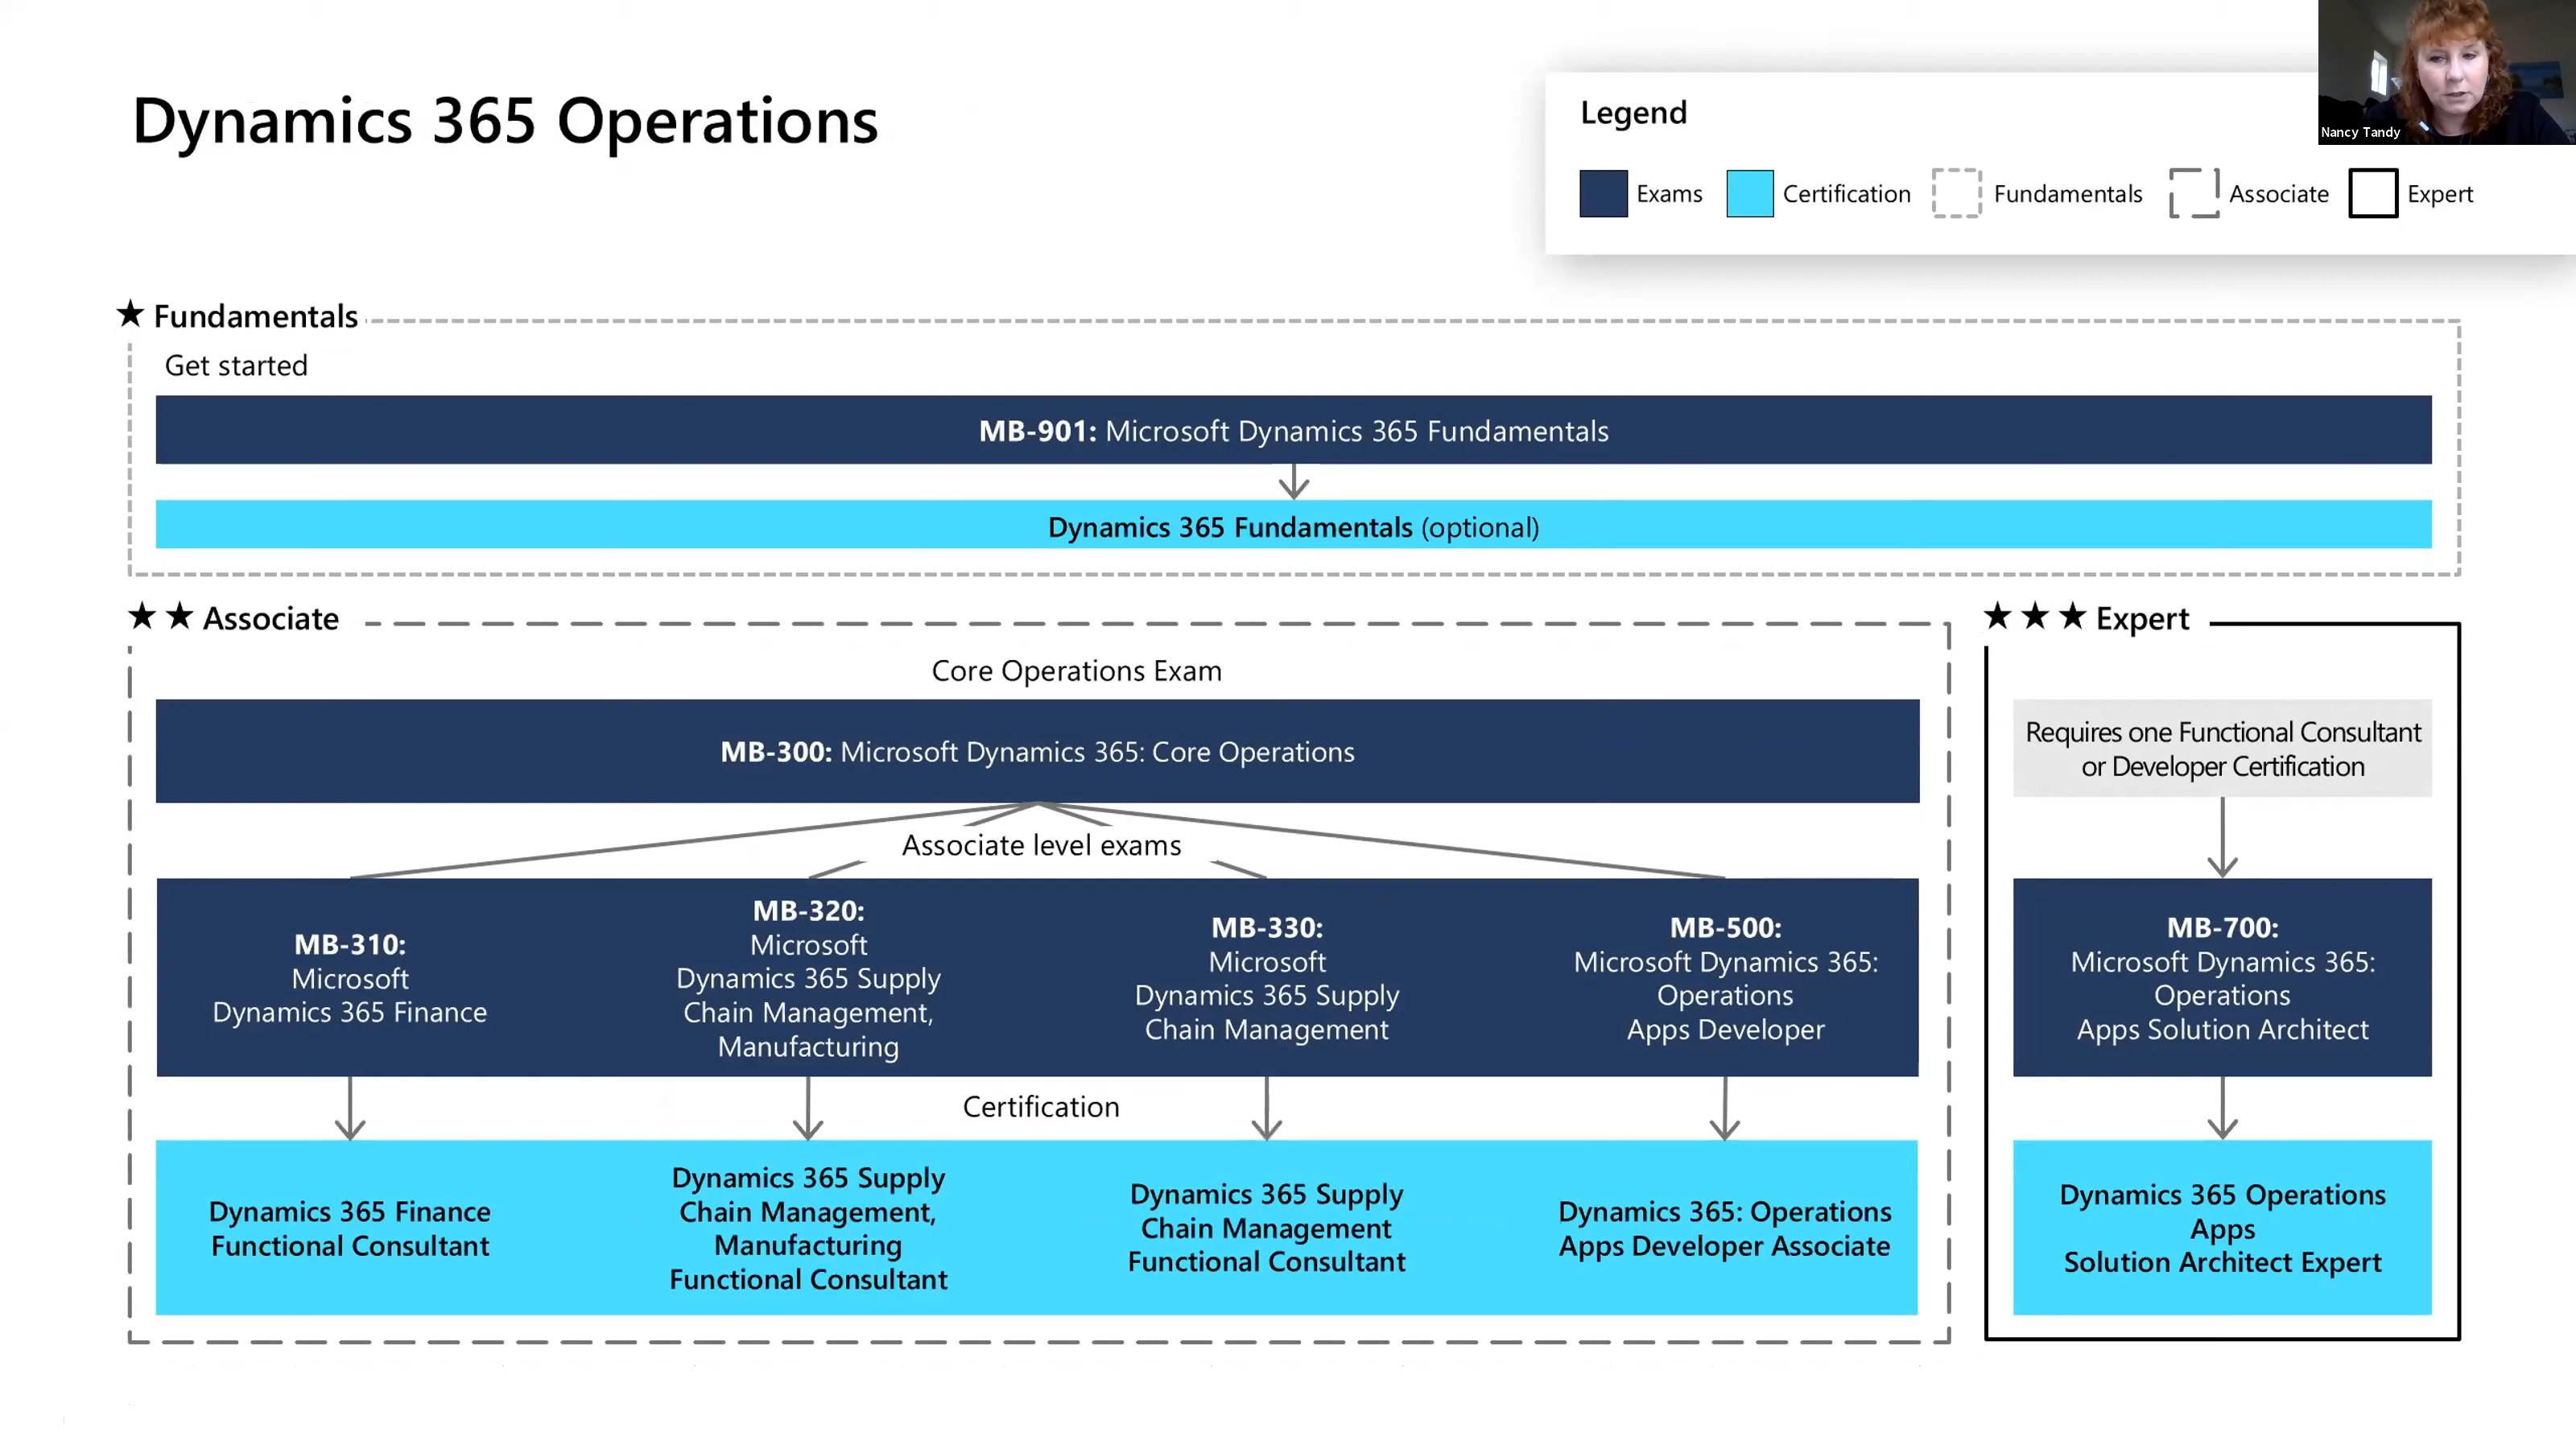 Dynamics 365 Operations
Legend
Nancy Tandy
Exams
Certification
Fundamentals
Associate
Expert
★ Fundamentals
Get started
MB-901: Microsoft Dynamics 365 Fundamentals
Dynamics 365 Fundamentals (optional)
★ ★ Associate
Core Operations Exam
MB-300: Microsoft Dynamics 365: Core Operations
Associate level exams
MB-310:
Microsoft
Dynamics 365 Finance
MB-320:
Microsoft
Dynamics 365 Supply
Chain Management,
Manufacturing
MB-330:
Microsoft
Dynamics 365 Supply
Chain Management
MB-500:
Microsoft Dynamics 365:
Operations
Apps Developer
Certification
Dynamics 365 Finance
Functional Consultant
Dynamics 365 Supply
Chain Management,
Manufacturing
Functional Consultant
Dynamics 365 Supply
Chain Management
Functional Consultant
Dynamics 365: Operations
Apps Developer Associate
★ ★ ★ Expert
Requires one Functional Consultant
or Developer Certification
MB-700:
Microsoft Dynamics 365:
Operations
Apps Solution Architect
Dynamics 365 Operations
Apps
Solution Architect Expert